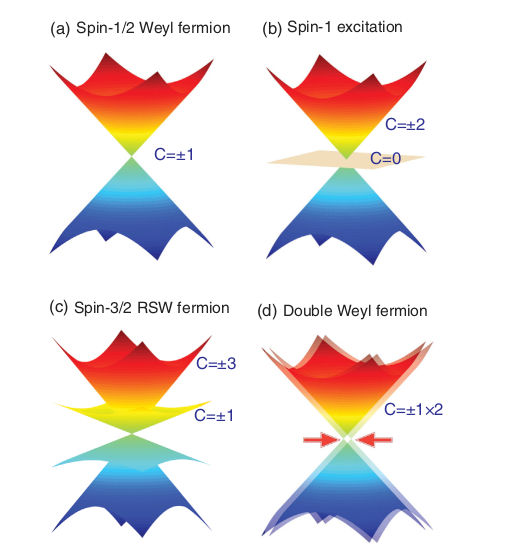 (a) Spin-1/2 Weyl fermion
(b) Spin-1 excitation
C=±1
C=±2
C=0
(c) Spin-3/2 RSW fermion
(d) Double Weyl fermion
C=±3
C=±1
C=±1×2